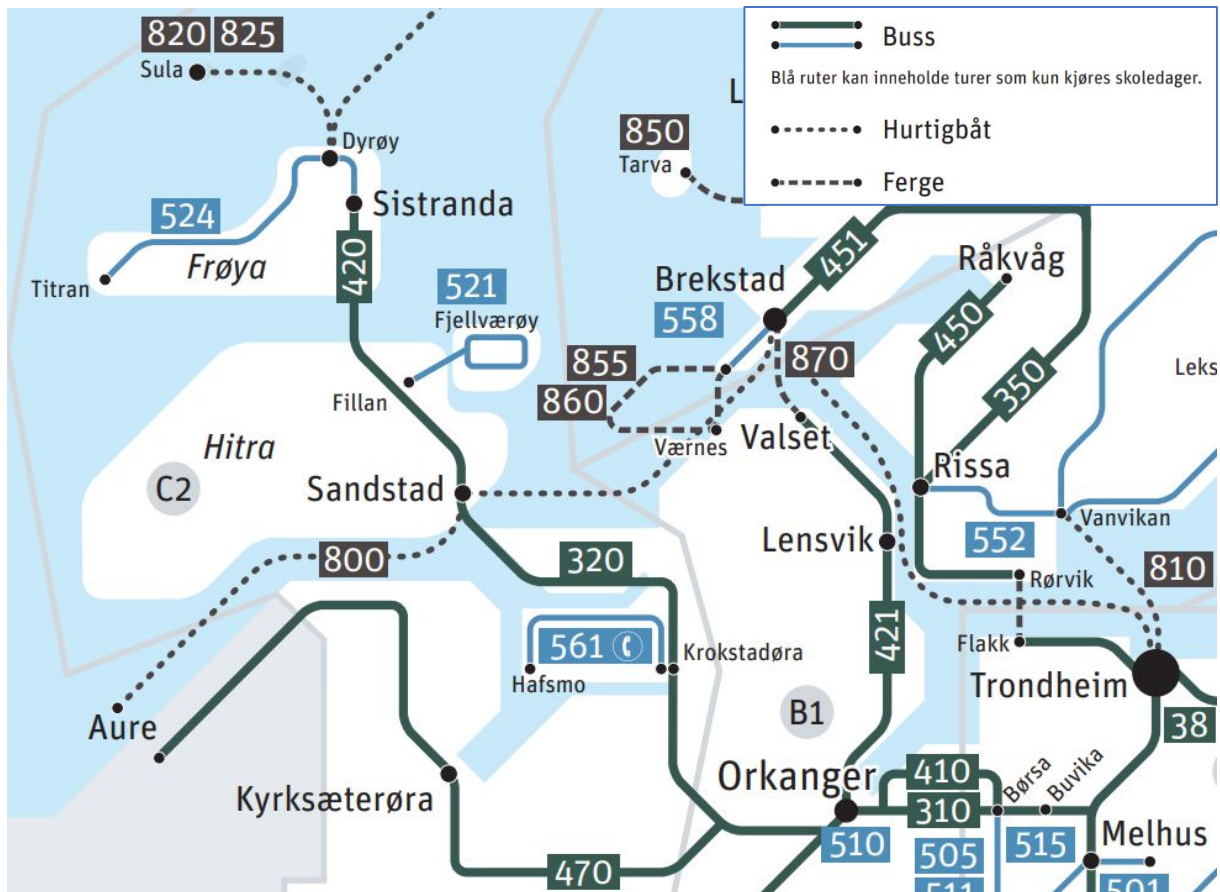 820 825
Sula
Dyrøy
Sistranda
524
Frøya
Titran
420
521
Fjellværøy
Fillan
Hitra
C2
Sandstad
800
320
561
Hafsmo
Krokstadøra
Aure
Kyrksæterøra
470
850
Tarva
L
Buss
Blå ruter kan inneholde turer som kun kjøres skoledager.
Hurtigbåt
Ferge
451
Brekstad
558
Råkvåg
450
350
855
860
870
Værnes
Valset
Leks
Rissa
Vanvikan
552
Lensvik
810
Rørvik
Flakk
421
Trondheim
B1
38
Orkanger
410
310
Børsa
Buvika
510
505
511
515
Melhus
501